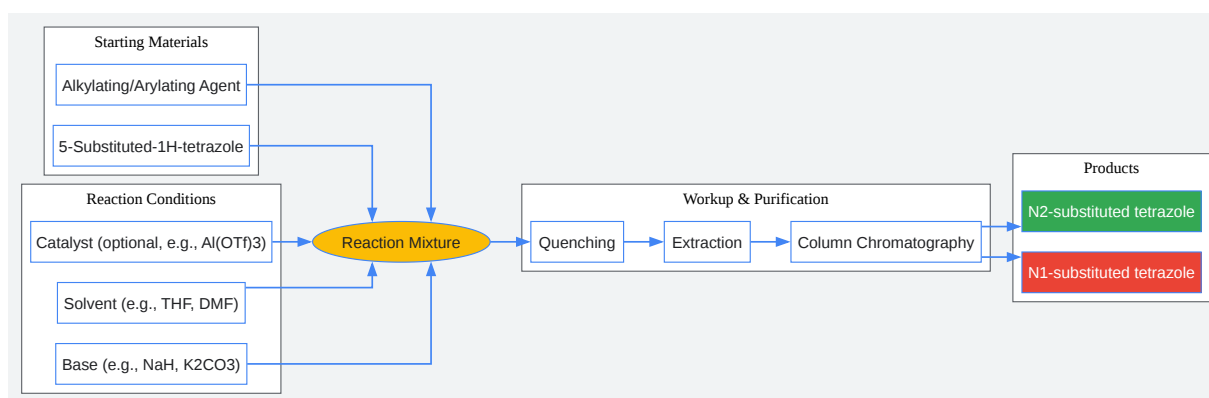 Starting Materials
Alkylating/Arylating Agent
5-Substituted-1H-tetrazole
Reaction Conditions
Catalyst (optional, e.g., Al(OTf)3)
Solvent (e.g., THF, DMF)
Base (e.g., NaH, K2CO3)
Reaction Mixture
Workup & Purification
Quenching
Extraction
Column Chromatography
Products
N2-substituted tetrazole
N1-substituted tetrazole